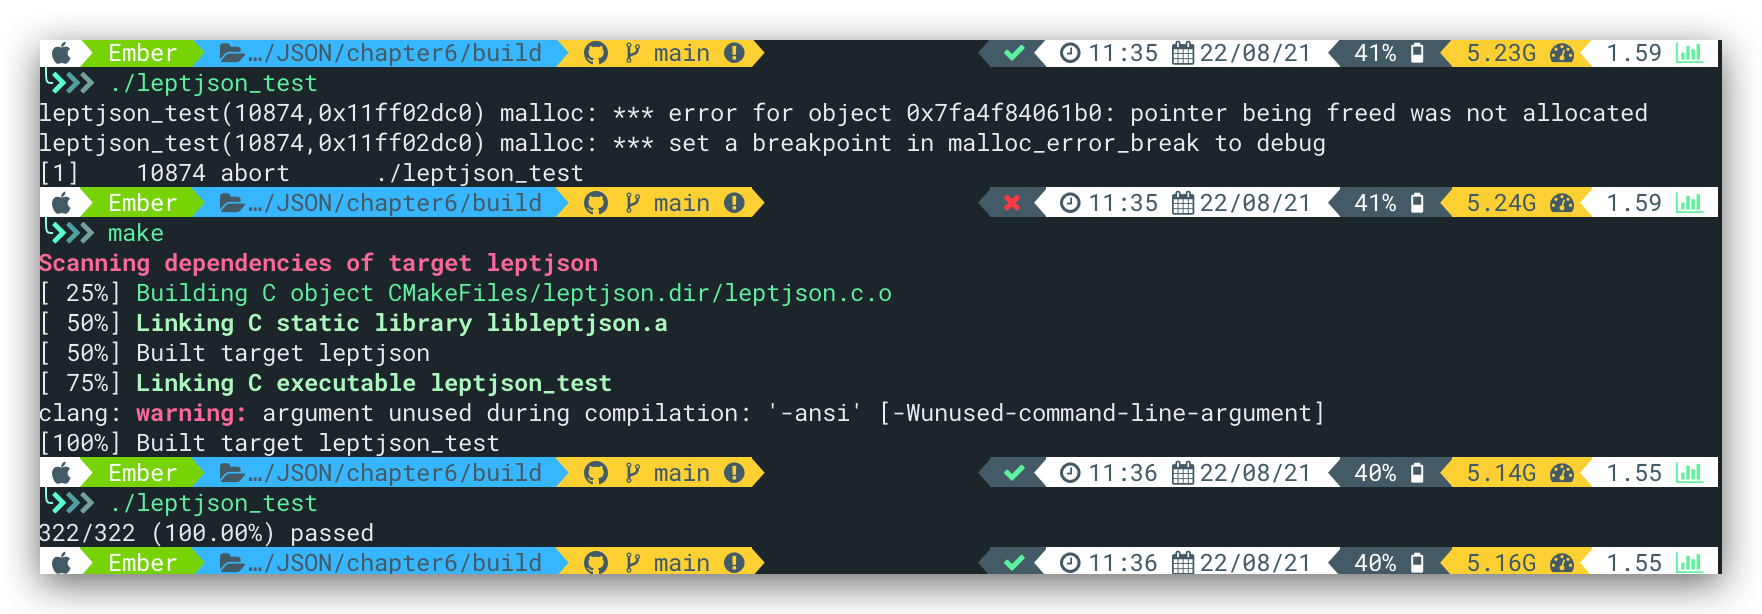 Ember …/JSON/chapter6/build main 11:35 22/08/21 41% 5.23G 1.59
./leptjson_test
leptjson_test(10874,0x11ff02dc0) malloc: *** error for object 0x7fa4f84061b0: pointer being freed was not allocated
leptjson_test(10874,0x11ff02dc0) malloc: *** set a breakpoint in malloc_error_break to debug
[1]    10874 abort      ./leptjson_test
Ember …/JSON/chapter6/build main 11:35 22/08/21 41% 5.24G 1.59
make
Scanning dependencies of target leptjson
[ 25%] Building C object CMakeFiles/leptjson.dir/leptjson.c.o
[ 50%] Linking C static library libleptjson.a
[ 50%] Built target leptjson
[ 75%] Linking C executable leptjson_test
clang: warning: argument unused during compilation: '-ansi' [-Wunused-command-line-argument]
[100%] Built target leptjson_test
Ember …/JSON/chapter6/build main 11:36 22/08/21 40% 5.14G 1.55
./leptjson_test
322/322 (100.00%) passed
Ember …/JSON/chapter6/build main 11:36 22/08/21 40% 5.16G 1.55